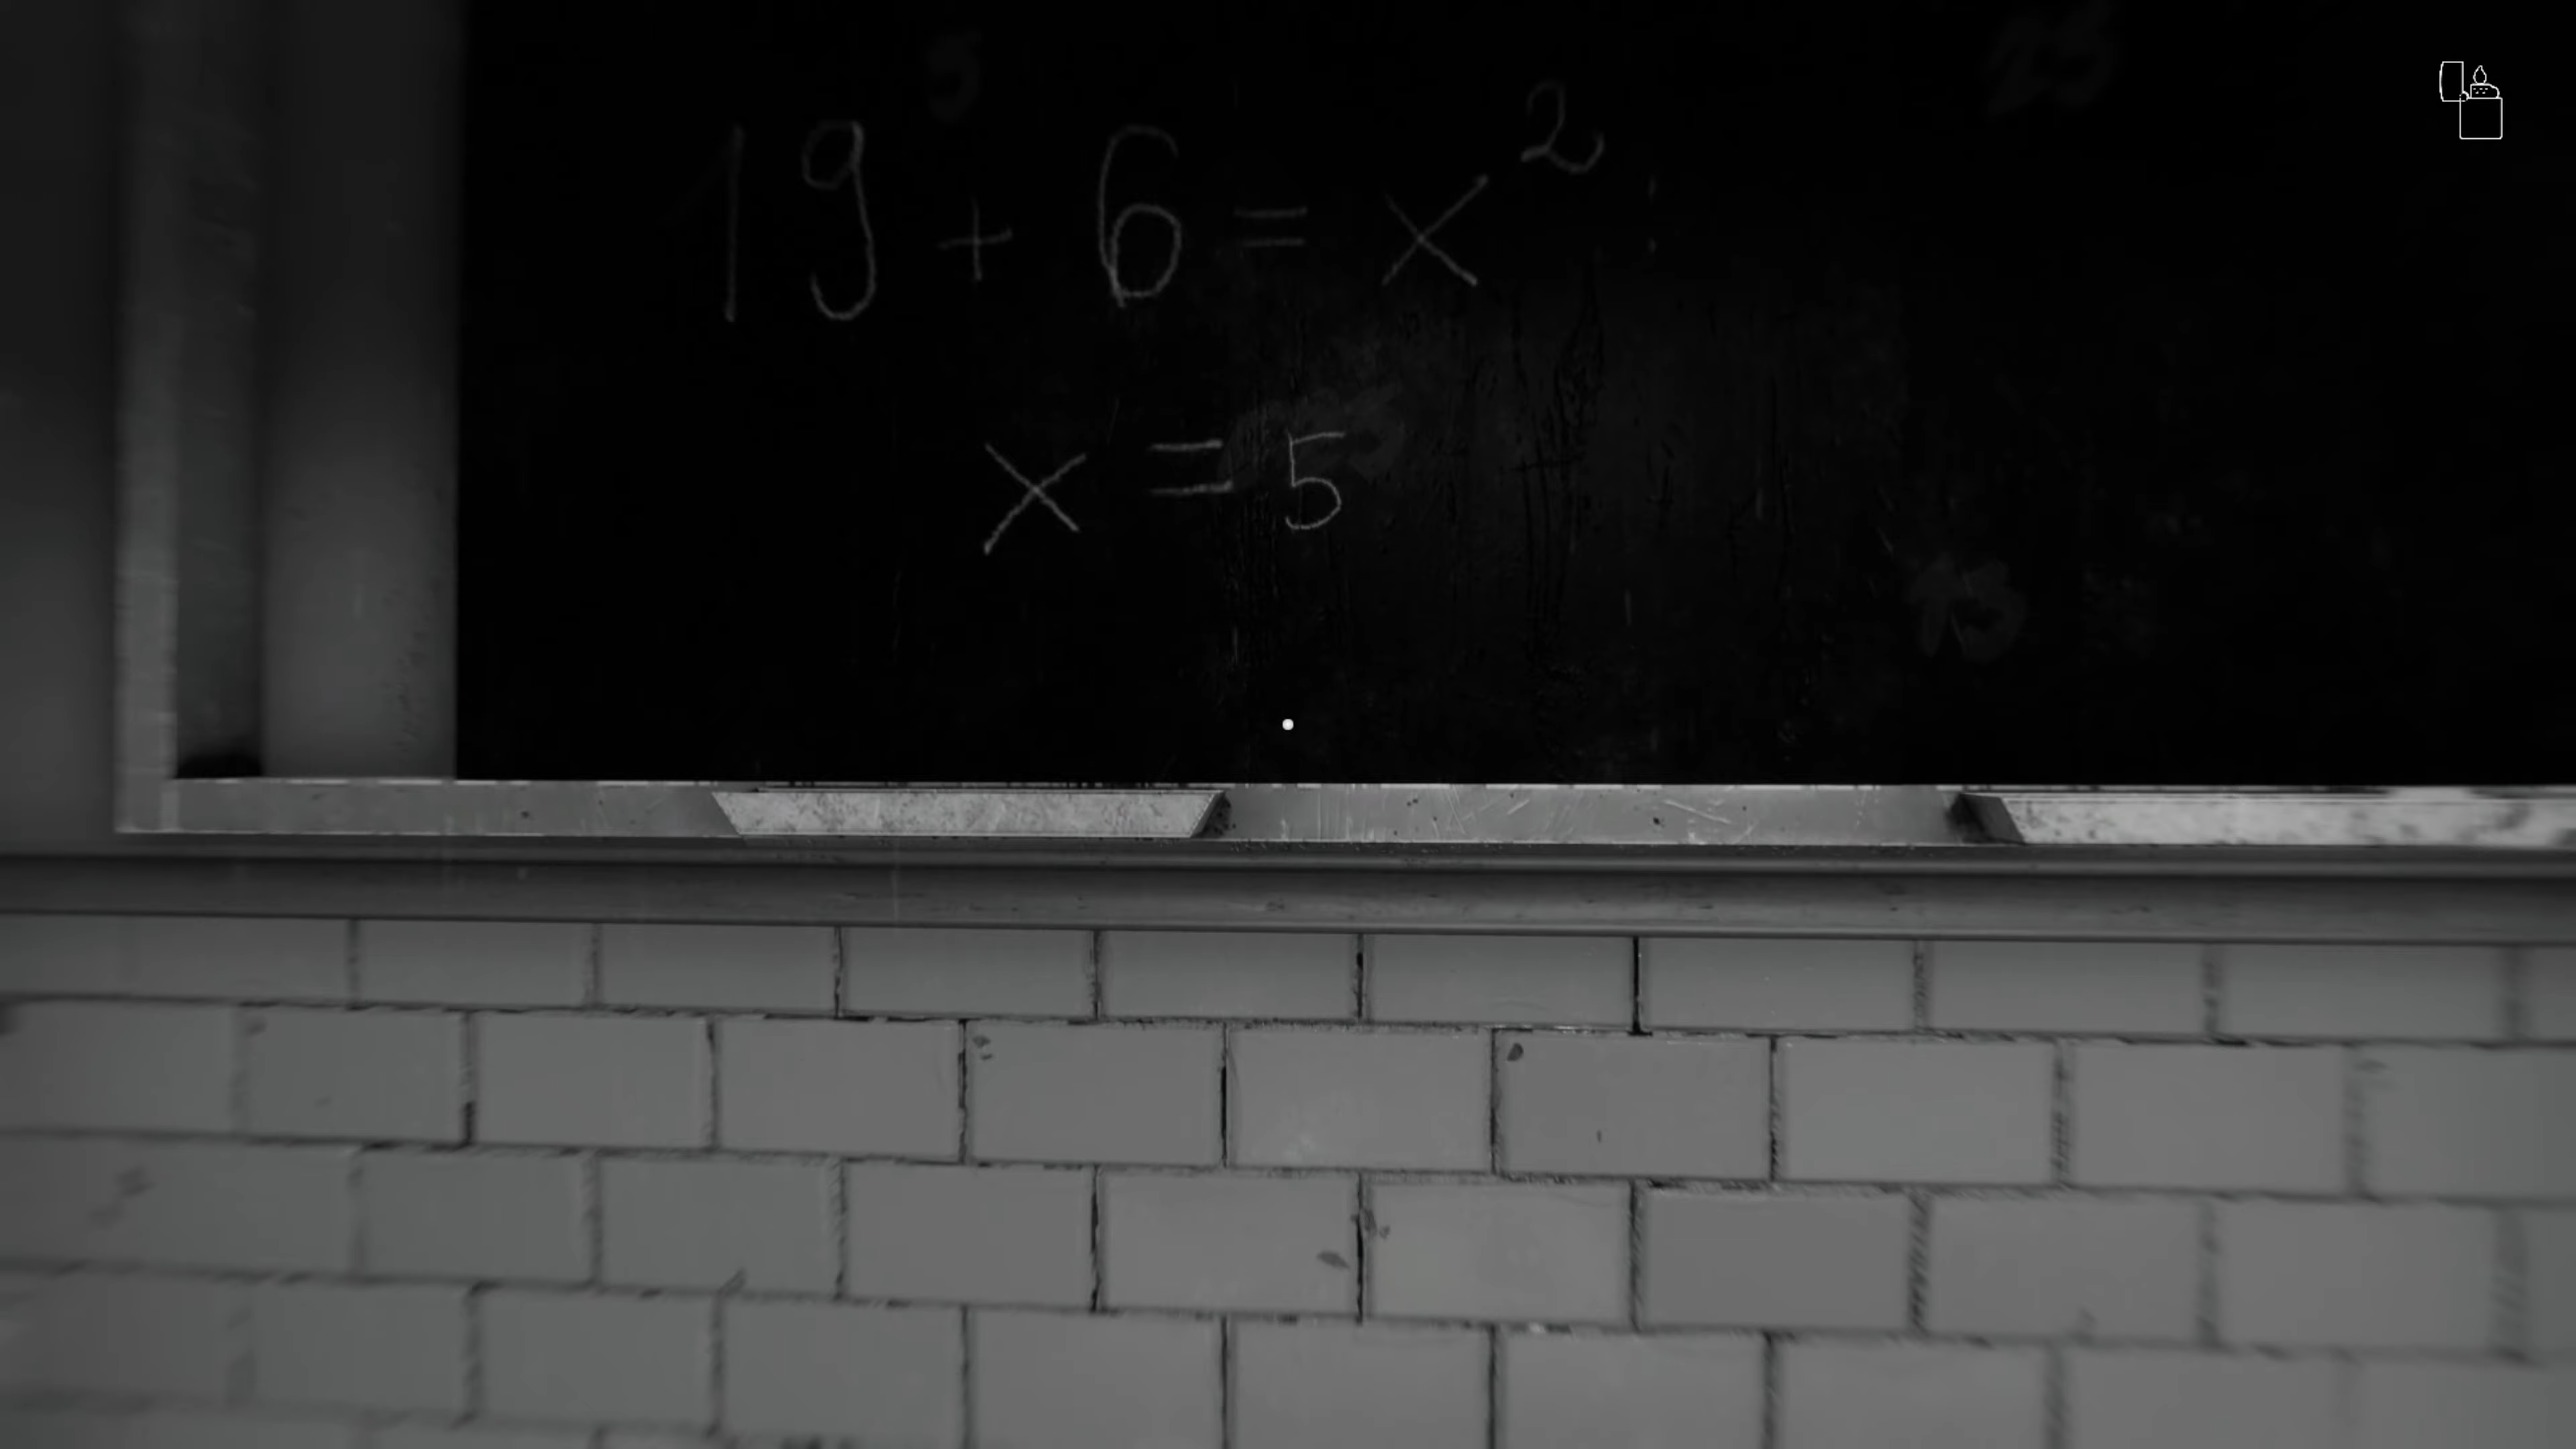 19 + 6 = x²
x = 5